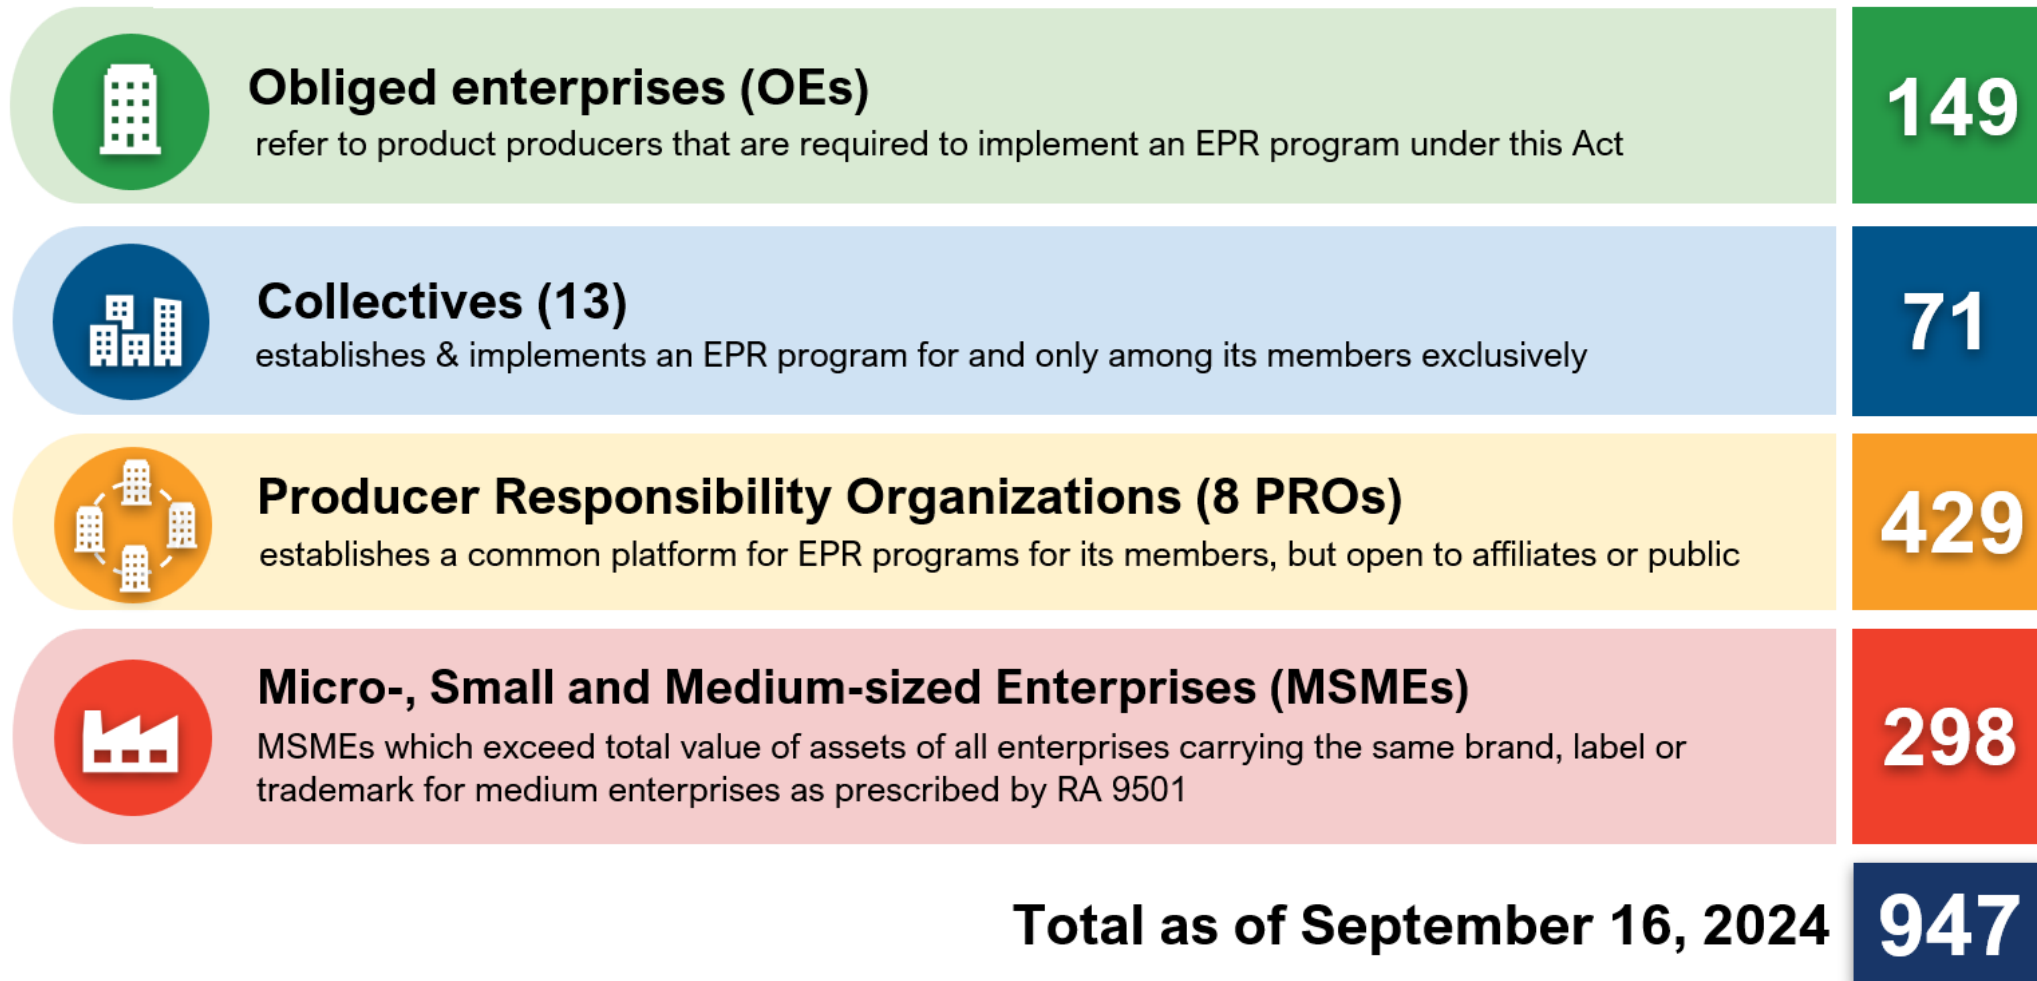 Obliged enterprises (OEs)
refer to product producers that are required to implement an EPR program under this Act
149
Collectives (13)
establishes & implements an EPR program for and only among its members exclusively
71
Producer Responsibility Organizations (8 PROs)
establishes a common platform for EPR programs for its members, but open to affiliates or public
429
Micro-, Small and Medium-sized Enterprises (MSMEs)
MSMEs which exceed total value of assets of all enterprises carrying the same brand, label or
trademark for medium enterprises as prescribed by RA 9501
298
Total as of September 16, 2024
947